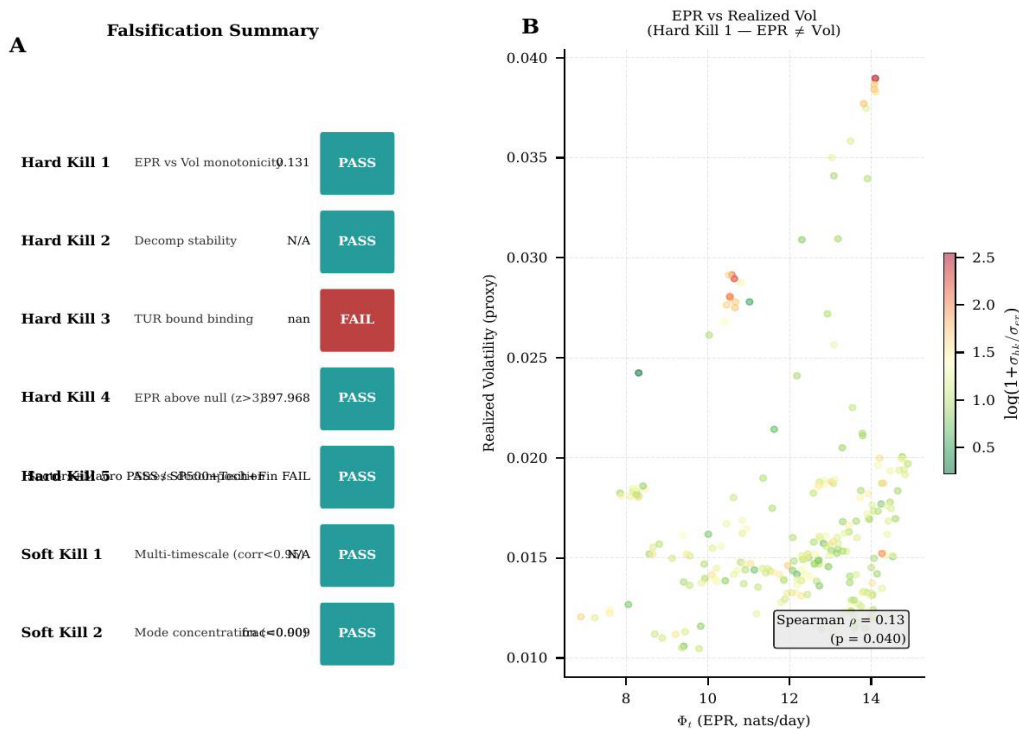 A
Falsification Summary
Hard Kill 1 EPR vs Vol monotonicity 0.131 PASS
Hard Kill 2 Decomp stability N/A PASS
Hard Kill 3 TUR bound binding nan FAIL
Hard Kill 4 EPR above null (z>3) 397.968 PASS
Hard Kill 5 PASS / SP500+Tech+Fin FAIL PASS
Soft Kill 1 Multi-timescale (corr<0.95) N/A PASS
Soft Kill 2 Mode concentration PASS
B
EPR vs Realized Vol
(Hard Kill 1 — EPR ≠ Vol)
Realized Volatility (proxy)
0.040
0.035
0.030
0.025
0.020
0.015
0.010
8 10 12 14
Φt (EPR, nats/day)
Spearman ρ = 0.13
(p = 0.040)
2.5
2.0
1.5
1.0
0.5
log(1+σhk/σex)